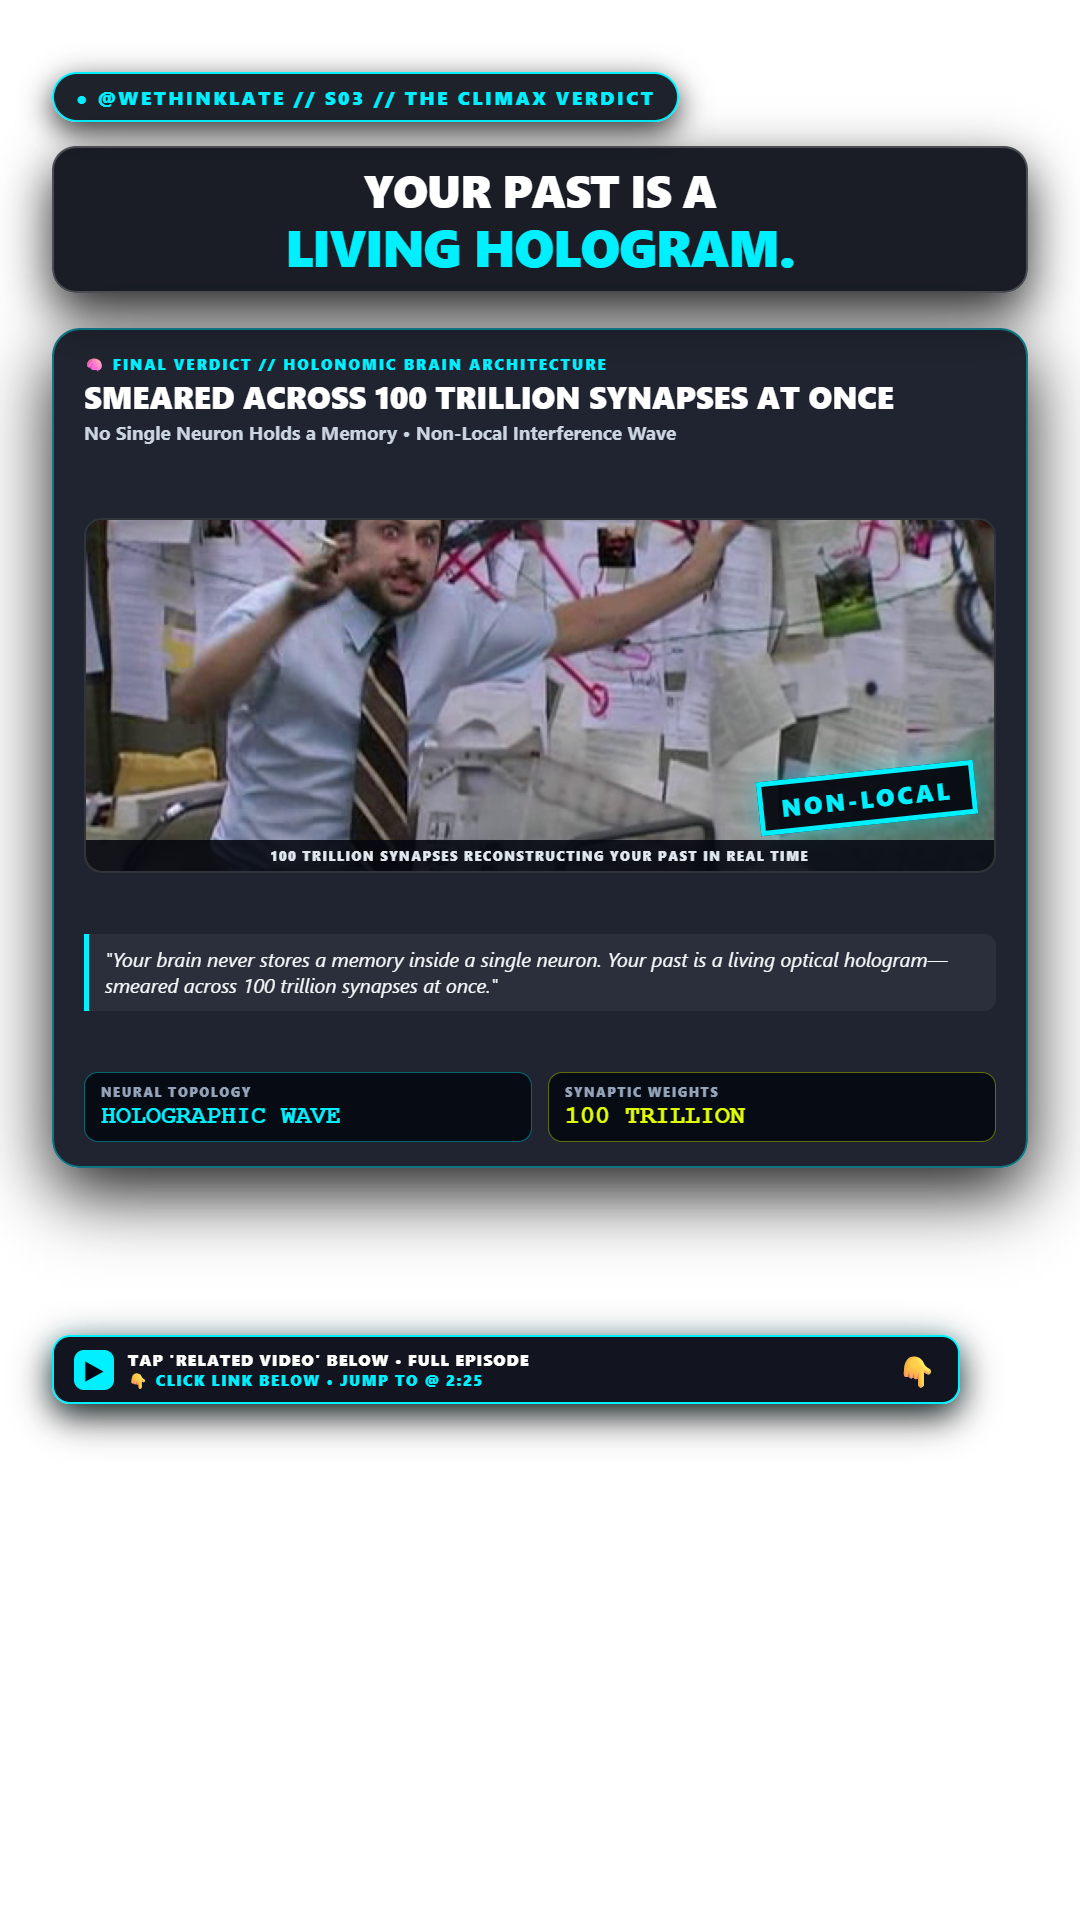 ● @WETHINKLATE // S03 // THE CLIMAX VERDICT
YOUR PAST IS A
LIVING HOLOGRAM.
🧠 FINAL VERDICT // HOLONOMIC BRAIN ARCHITECTURE
SMEARED ACROSS 100 TRILLION SYNAPSES AT ONCE
No Single Neuron Holds a Memory • Non-Local Interference Wave
NON-LOCAL
100 TRILLION SYNAPSES RECONSTRUCTING YOUR PAST IN REAL TIME
"Your brain never stores a memory inside a single neuron. Your past is a living optical hologram—
smeared across 100 trillion synapses at once."
NEURAL TOPOLOGY
HOLOGRAPHIC WAVE
SYNAPTIC WEIGHTS
100 TRILLION
TAP 'RELATED VIDEO' BELOW • FULL EPISODE
👇 CLICK LINK BELOW • JUMP TO @ 2:25
👇